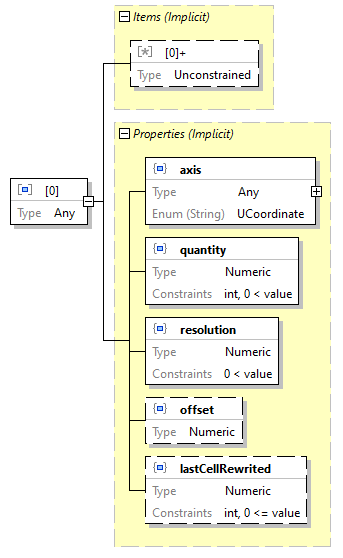 Items (Implicit)
[0]+
Type Unconstrained
Properties (Implicit)
[0]
Type Any
axis
Type Any
Enum (String) UCoordinate
quantity
Type Numeric
Constraints int, 0 < value
resolution
Type Numeric
Constraints 0 < value
offset
Type Numeric
lastCellRewrited
Type Numeric
Constraints int, 0 <= value